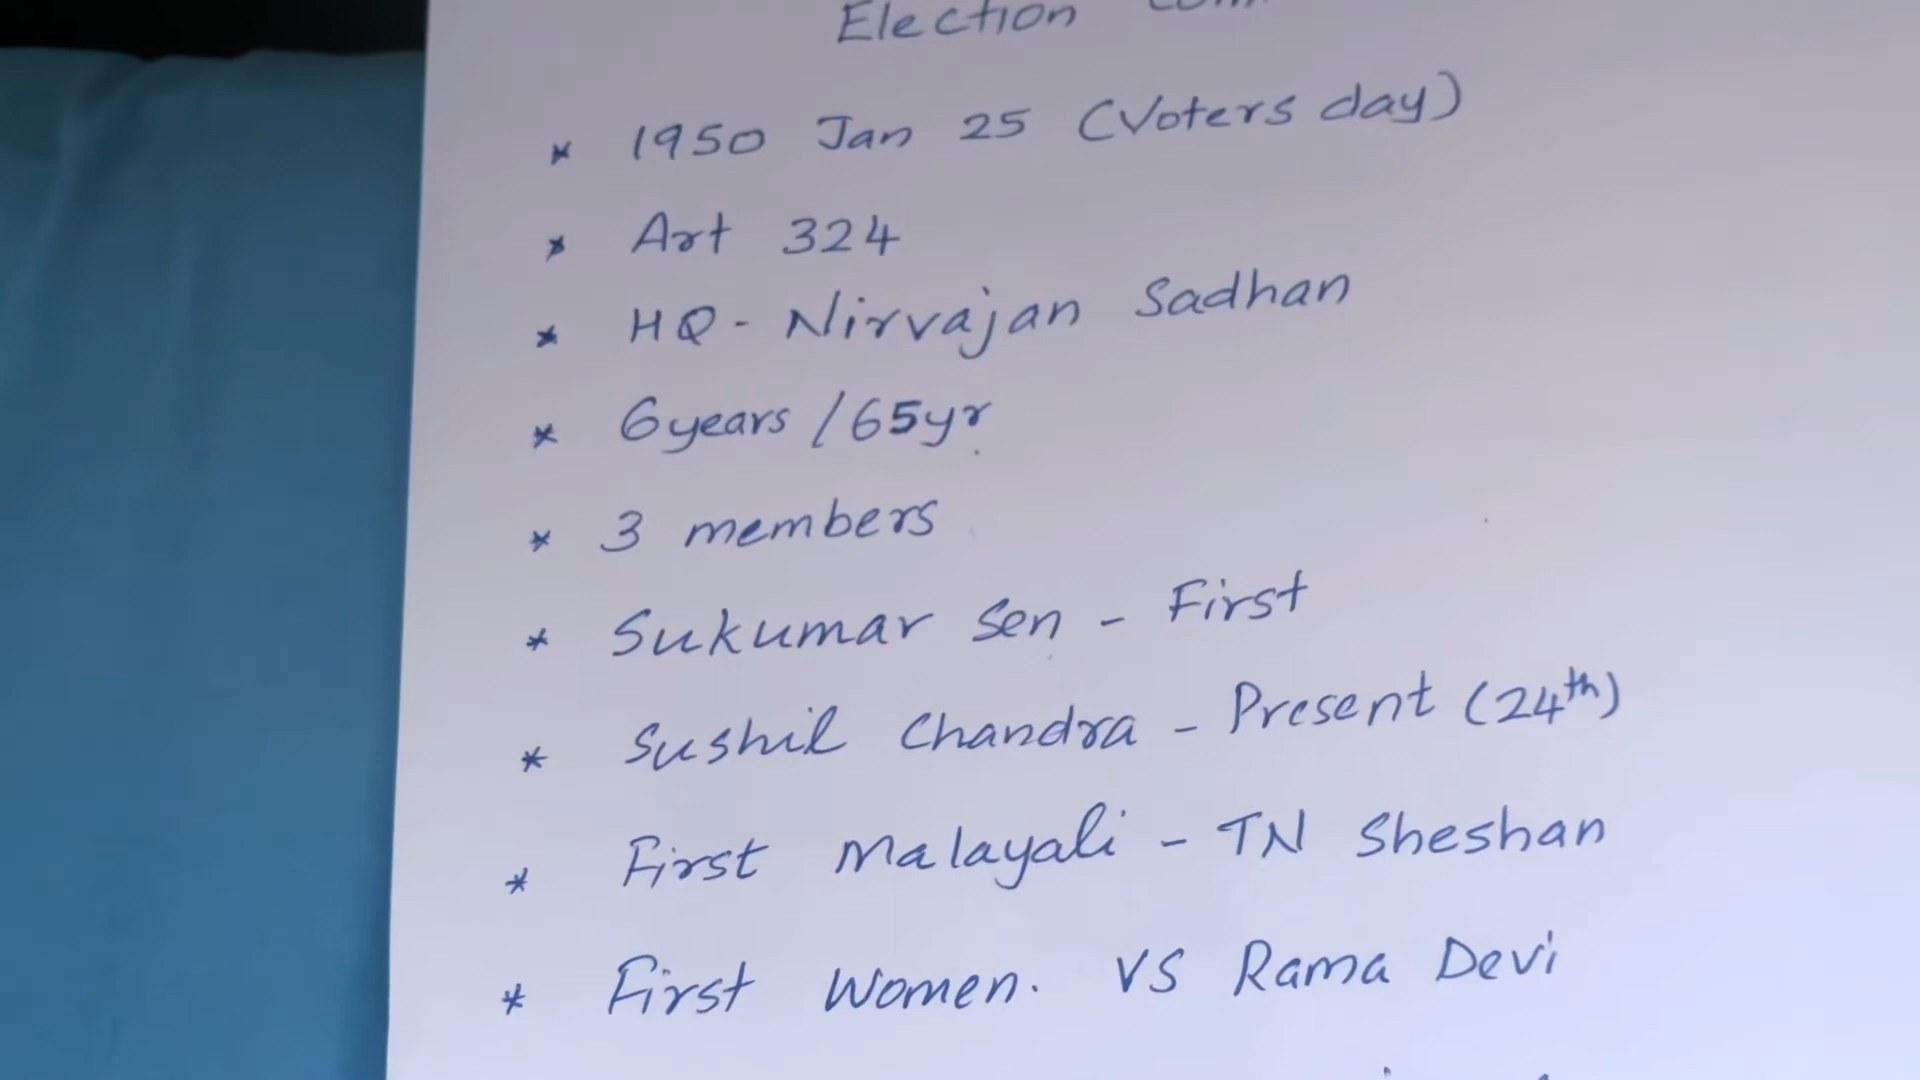 Election
* 1950 Jan 25 (Voters day)
* Art 324
* HQ - Nirvajan Sadhan
* 6years /65yr
* 3 members
* Sukumar Sen - First
* Sushil Chandra - Present (24th)
* First Malayali - TN Sheshan
* First Women. VS Rama Devi